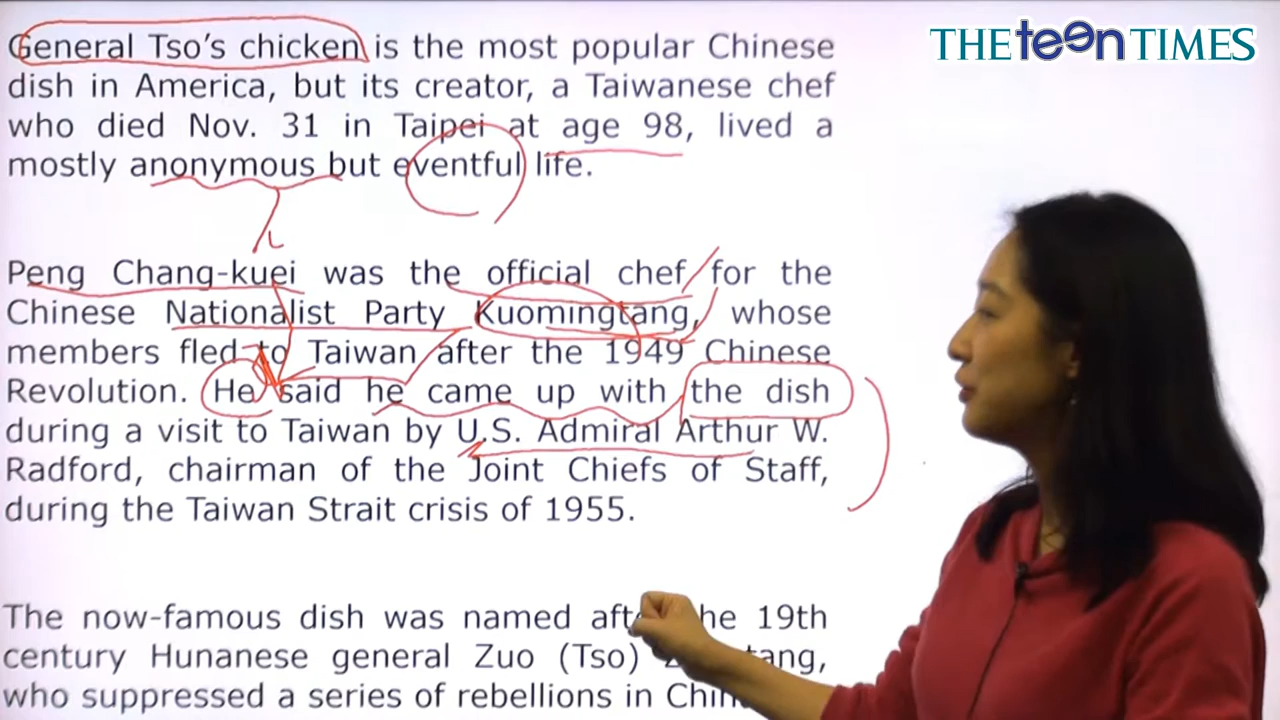 THE teen TIMES
General Tso's chicken is the most popular Chinese
dish in America, but its creator, a Taiwanese chef
who died Nov. 31 in Taipei at age 98, lived a
mostly anonymous but eventful life.
Peng Chang-kuei was the official chef for the
Chinese Nationalist Party Kuomingtang, whose
members fled to Taiwan after the 1949 Chinese
Revolution. He said he came up with the dish
during a visit to Taiwan by U.S. Admiral Arthur W.
Radford, chairman of the Joint Chiefs of Staff,
during the Taiwan Strait crisis of 1955.
The now-famous dish was named he 19th
century Hunanese general Zuo (Tso)
who suppressed a series of rebellions in